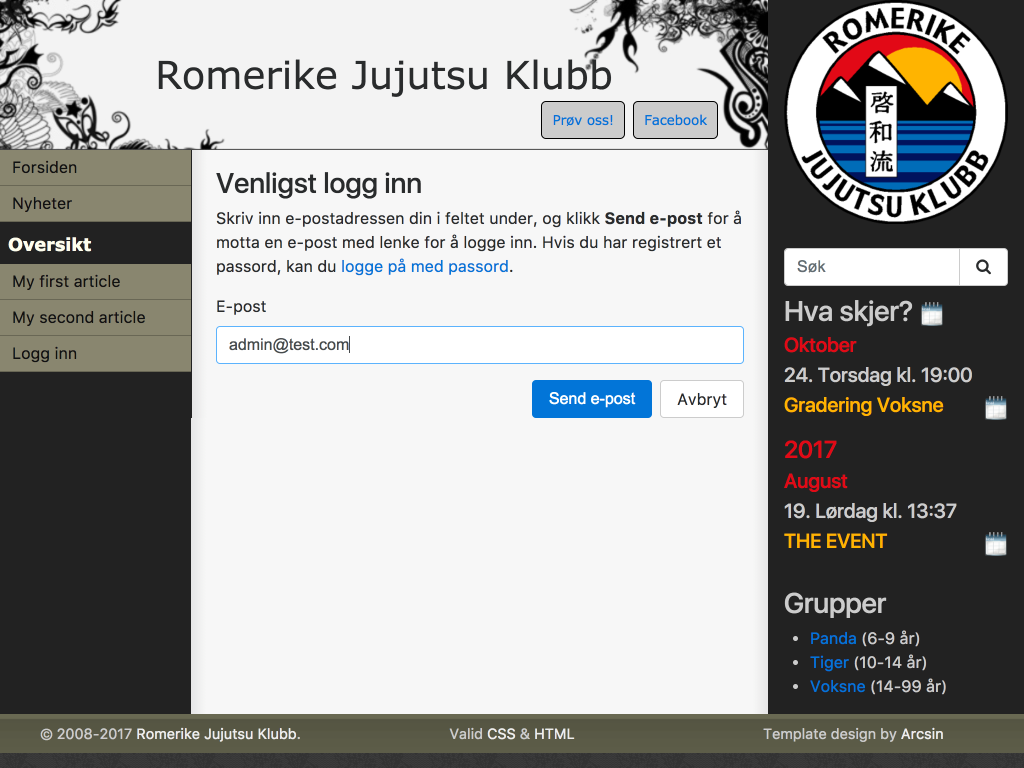 Romerike Jujutsu Klubb
Prøv oss!
Facebook
Forsiden
Nyheter
Oversikt
My first article
My second article
Logg inn
Venligst logg inn
Skriv inn e-postadressen din i feltet under, og klikk Send e-post for å
motta en e-post med lenke for å logge inn. Hvis du har registrert et
passord, kan du logge på med passord.
E-post
admin@test.com
Send e-post
Avbryt
ROMERIKE
啓
和
流
JUJUTSU KLUBB
Søk
Hva skjer?
Oktober
24. Torsdag kl. 19:00
Gradering Voksne
2017
August
19. Lørdag kl. 13:37
THE EVENT
Grupper
• Panda (6-9 år)
• Tiger (10-14 år)
• Voksne (14-99 år)
© 2008-2017 Romerike Jujutsu Klubb.
Valid CSS & HTML
Template design by Arcsin